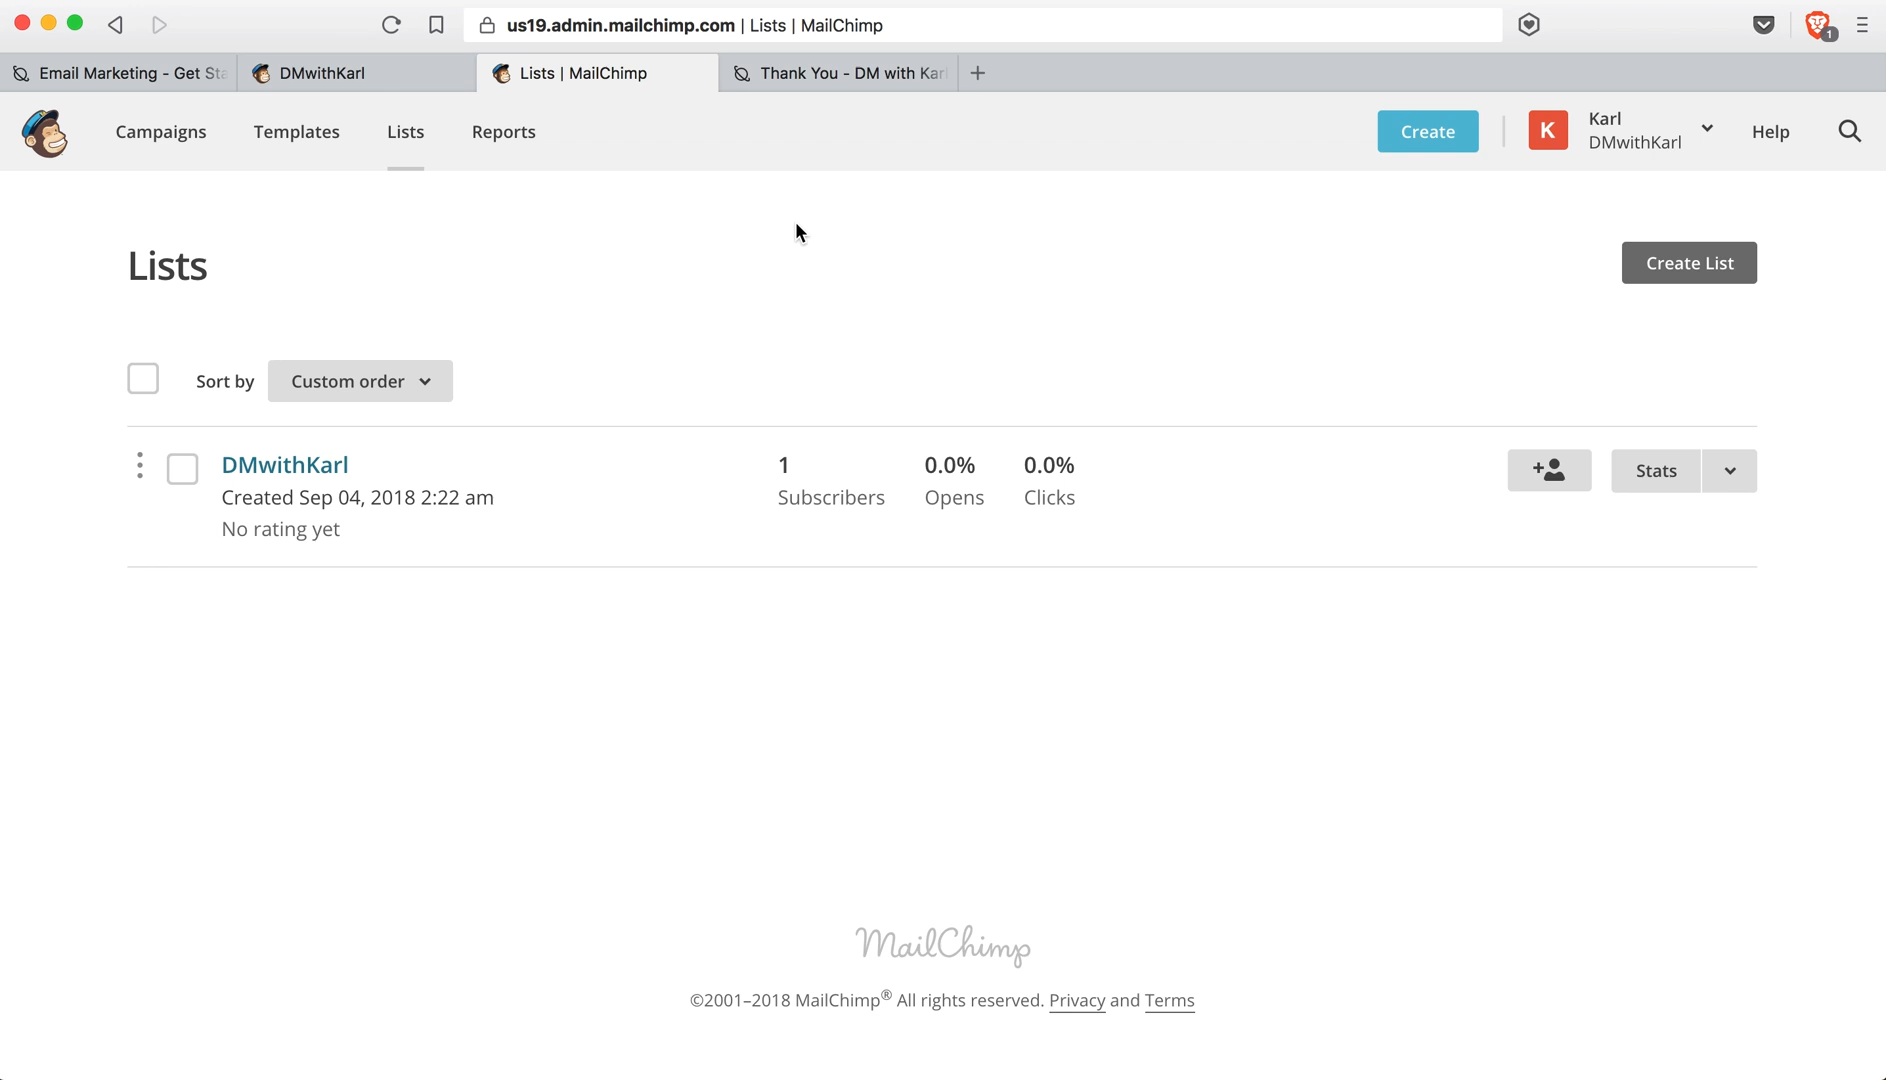 us19.admin.mailchimp.com | Lists | MailChimp
1
Email Marketing - Get Sta
DMwithKarl
Lists | MailChimp
Thank You - DM with Karl
Campaigns
Templates
Lists
Reports
Create
K
Karl
DMwithKarl
Help
Lists
Create List
Sort by
Custom order
DMwithKarl
Created Sep 04, 2018 2:22 am
No rating yet
1
Subscribers
0.0%
Opens
0.0%
Clicks
Stats
MailChimp
©2001–2018 MailChimp® All rights reserved. Privacy and Terms